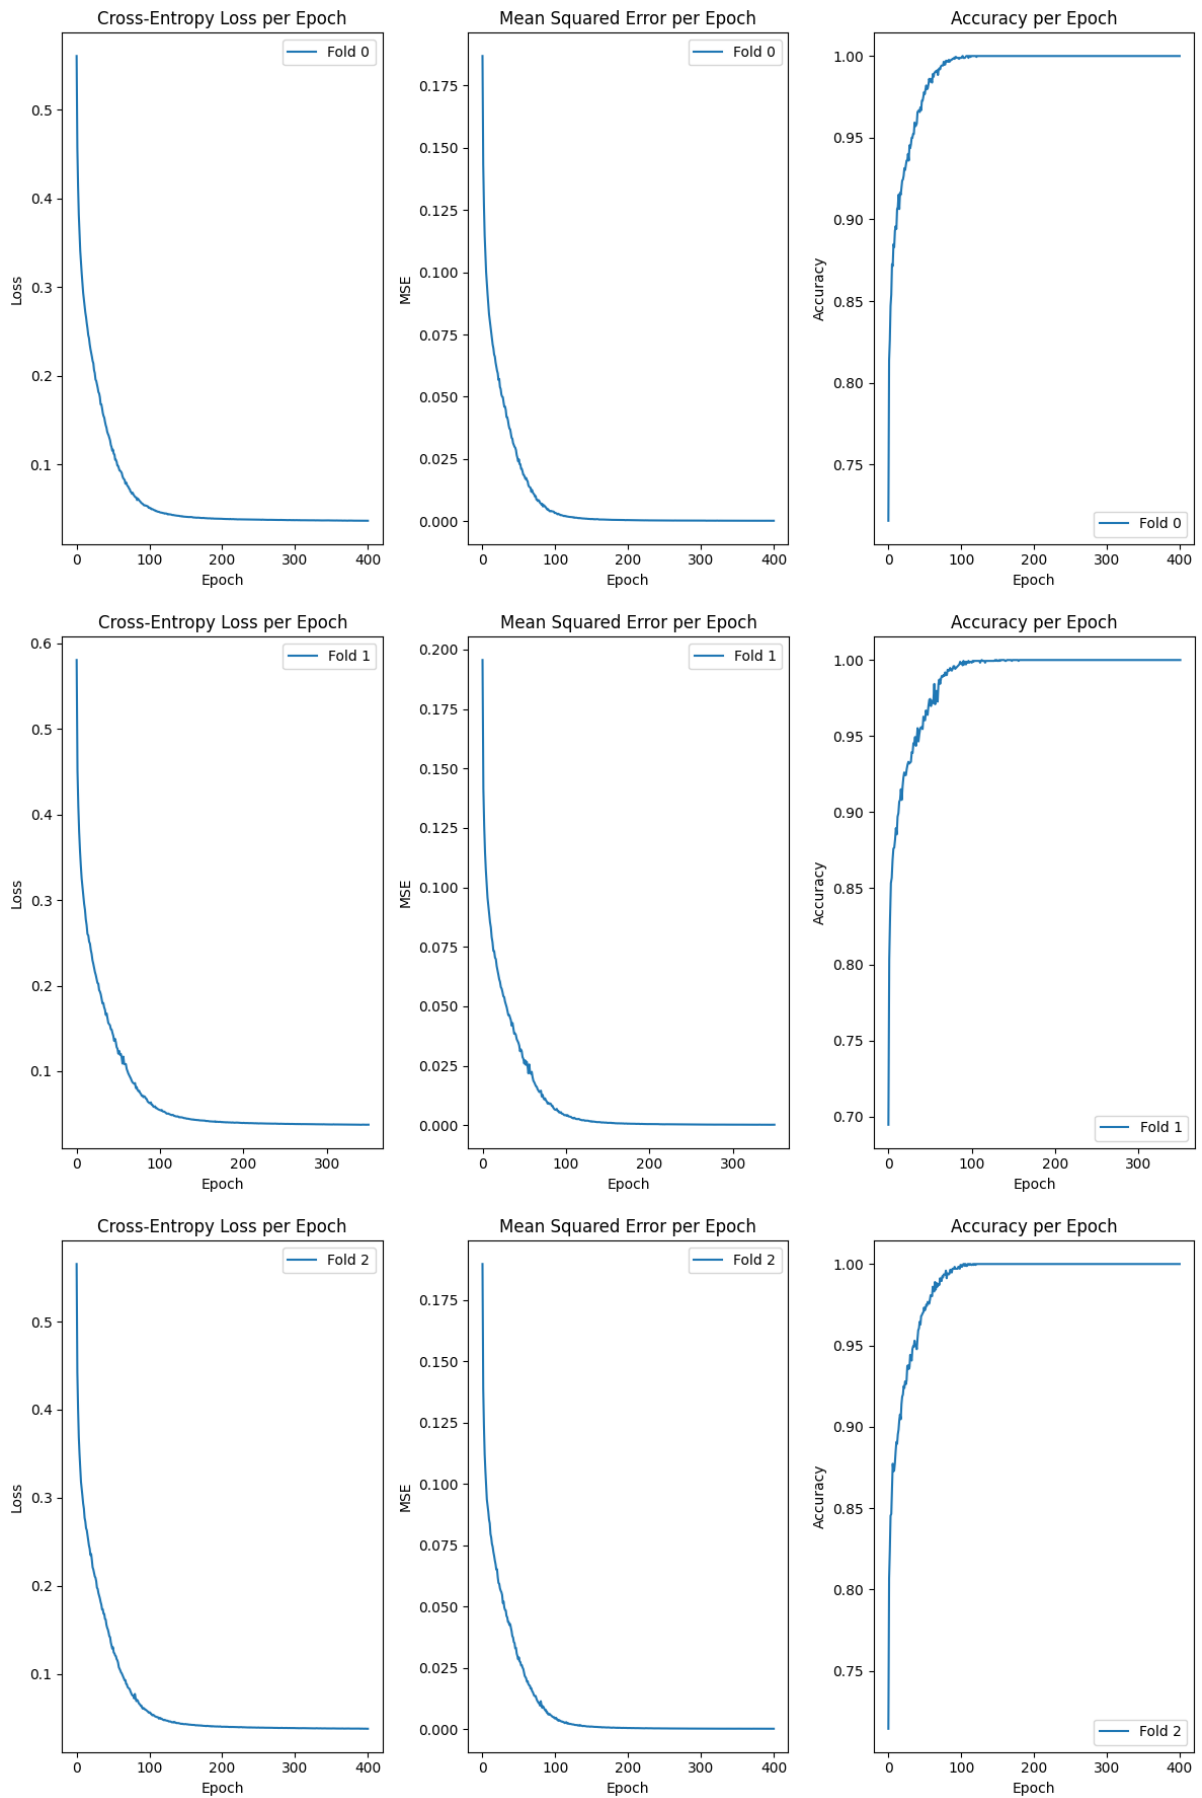 Cross-Entropy Loss per Epoch
Fold 0
0.5
0.4
0.3
0.2
0.1
Loss
0 100 200 300 400
Epoch
Mean Squared Error per Epoch
Fold 0
0.175
0.150
0.125
0.100
0.075
0.050
0.025
0.000
MSE
0 100 200 300 400
Epoch
Accuracy per Epoch
1.00
0.95
0.90
0.85
0.80
0.75
Accuracy
Fold 0
0 100 200 300 400
Epoch
Cross-Entropy Loss per Epoch
Fold 1
0.6
0.5
0.4
0.3
0.2
0.1
Loss
0 100 200 300
Epoch
Mean Squared Error per Epoch
Fold 1
0.200
0.175
0.150
0.125
0.100
0.075
0.050
0.025
0.000
MSE
0 100 200 300
Epoch
Accuracy per Epoch
1.00
0.95
0.90
0.85
0.80
0.75
0.70
Accuracy
Fold 1
0 100 200 300
Epoch
Cross-Entropy Loss per Epoch
Fold 2
0.5
0.4
0.3
0.2
0.1
Loss
0 100 200 300 400
Epoch
Mean Squared Error per Epoch
Fold 2
0.175
0.150
0.125
0.100
0.075
0.050
0.025
0.000
MSE
0 100 200 300 400
Epoch
Accuracy per Epoch
1.00
0.95
0.90
0.85
0.80
0.75
Accuracy
Fold 2
0 100 200 300 400
Epoch